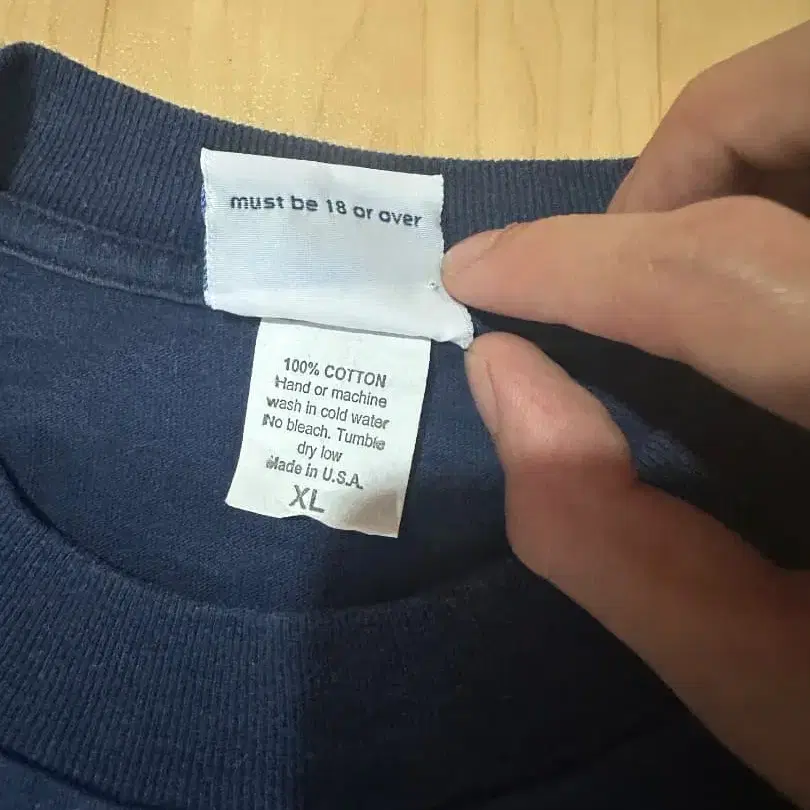 must be 18 or over
100% COTTON
Hand or machine
wash in cold water
No bleach. Tumble
dry low
Made in U.S.A.
XL